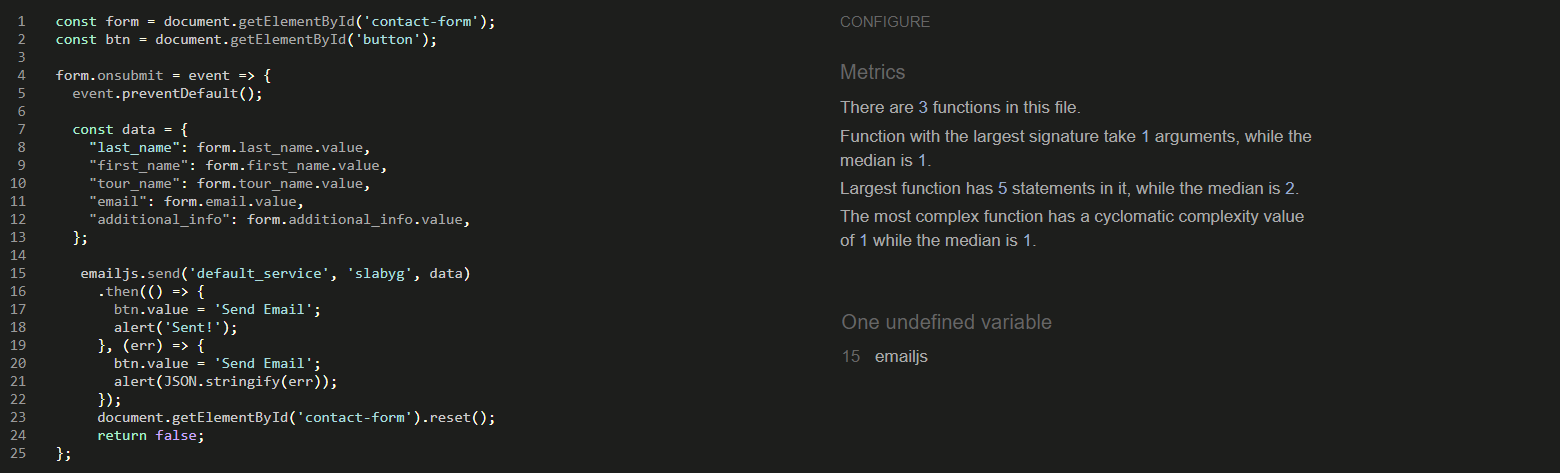 1 const form = document.getElementById('contact-form');
2 const btn = document.getElementById('button');
3
4 form.onsubmit = event => {
5 event.preventDefault();
6
7 const data = {
8 "last_name": form.last_name.value,
9 "first_name": form.first_name.value,
10 "tour_name": form.tour_name.value,
11 "email": form.email.value,
12 "additional_info": form.additional_info.value,
13 };
14
15 emailjs.send('default_service', 'slabyg', data)
16 .then(() => {
17 btn.value = 'Send Email';
18 alert('Sent!');
19 }, (err) => {
20 btn.value = 'Send Email';
21 alert(JSON.stringify(err));
22 });
23 document.getElementById('contact-form').reset();
24 return false;
25 };
CONFIGURE
Metrics
There are 3 functions in this file.
Function with the largest signature take 1 arguments, while the
median is 1.
Largest function has 5 statements in it, while the median is 2.
The most complex function has a cyclomatic complexity value
of 1 while the median is 1.
One undefined variable
15 emailjs